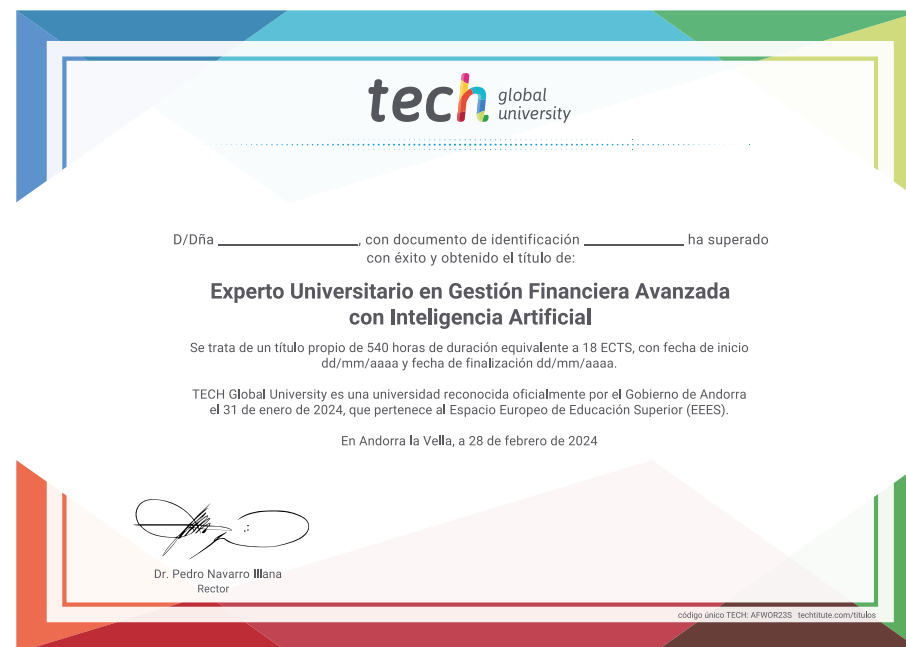 tech global university
D/Dña ____________________, con documento de identificación ______________ ha superado
con éxito y obtenido el título de:
Experto Universitario en Gestión Financiera Avanzada
con Inteligencia Artificial
Se trata de un título propio de 540 horas de duración equivalente a 18 ECTS, con fecha de inicio
dd/mm/aaaa y fecha de finalización dd/mm/aaaa.
TECH Global University es una universidad reconocida oficialmente por el Gobierno de Andorra
el 31 de enero de 2024, que pertenece al Espacio Europeo de Educación Superior (EEES).
En Andorra la Vella, a 28 de febrero de 2024
Dr. Pedro Navarro Illana
Rector
código único TECH: AFWOR23S techtitute.com/titulos